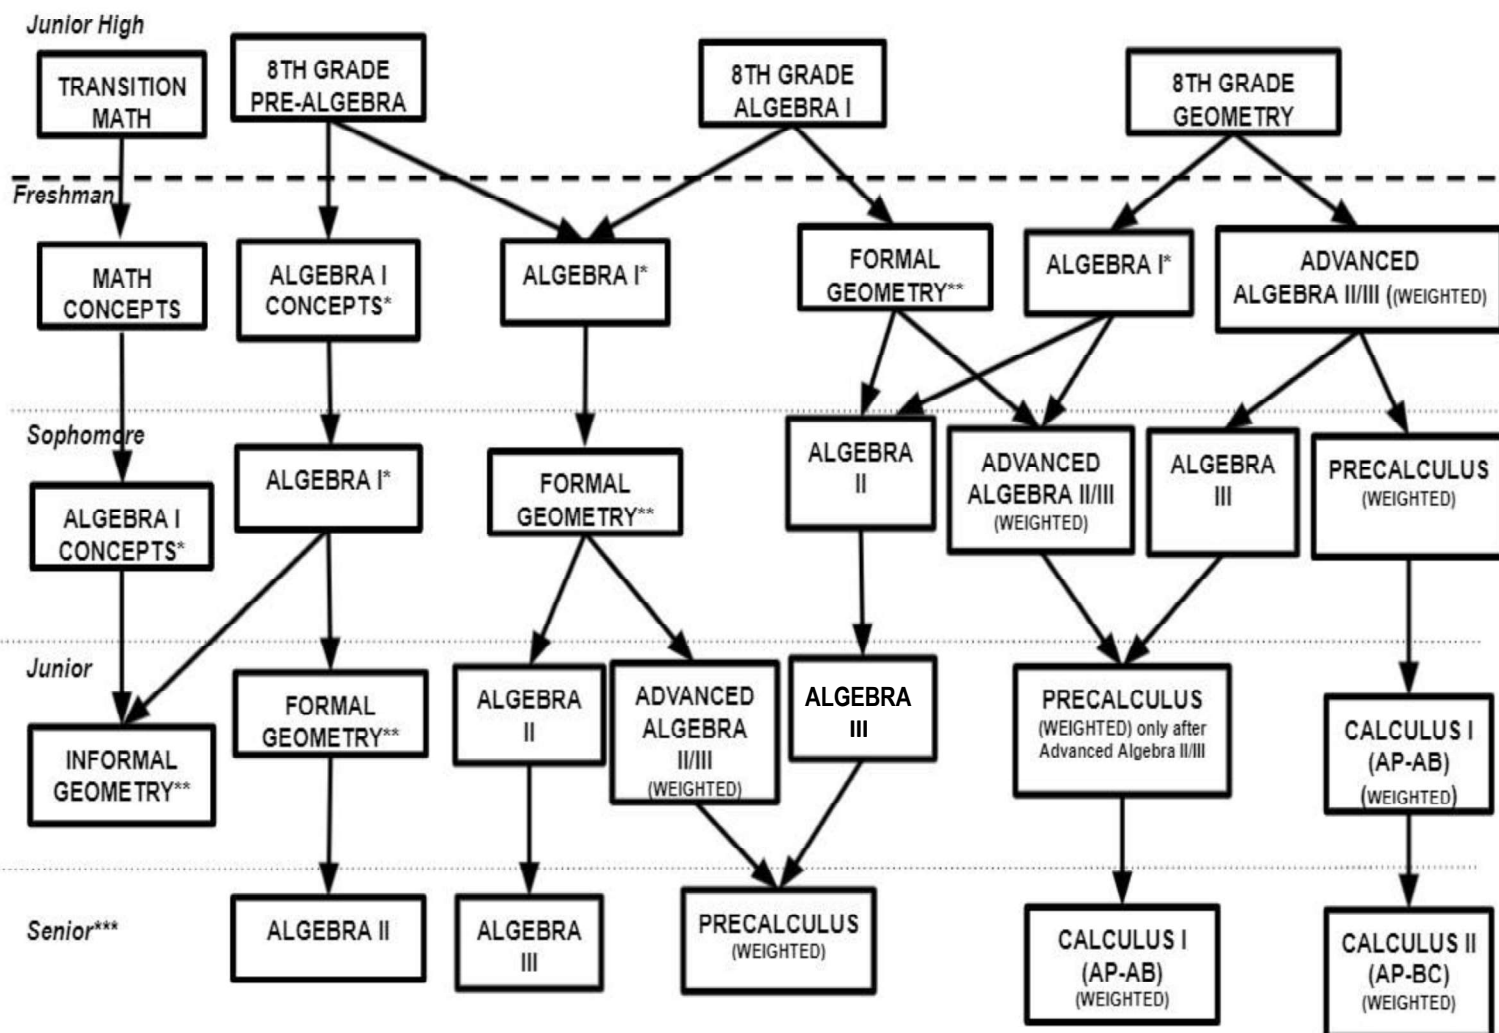 Junior High
TRANSITION
MATH
8TH GRADE
PRE-ALGEBRA
8TH GRADE
ALGEBRA I
8TH GRADE
GEOMETRY
Freshman
MATH
CONCEPTS
ALGEBRA I
CONCEPTS*
ALGEBRA I*
FORMAL
GEOMETRY**
ALGEBRA I*
ADVANCED
ALGEBRA II/III ((WEIGHTED)
Sophomore
ALGEBRA I
CONCEPTS*
ALGEBRA I*
FORMAL
GEOMETRY**
ALGEBRA
II
ADVANCED
ALGEBRA II/III
(WEIGHTED)
ALGEBRA
III
PRECALCULUS
(WEIGHTED)
Junior
INFORMAL
GEOMETRY**
FORMAL
GEOMETRY**
ALGEBRA
II
ADVANCED
ALGEBRA
II/III
(WEIGHTED)
ALGEBRA
III
PRECALCULUS
(WEIGHTED) only after
Advanced Algebra II/III
CALCULUS I
(AP-AB)
(WEIGHTED)
Senior***
ALGEBRA II
ALGEBRA
III
PRECALCULUS
(WEIGHTED)
CALCULUS I
(AP-AB)
(WEIGHTED)
CALCULUS II
(AP-BC)
(WEIGHTED)